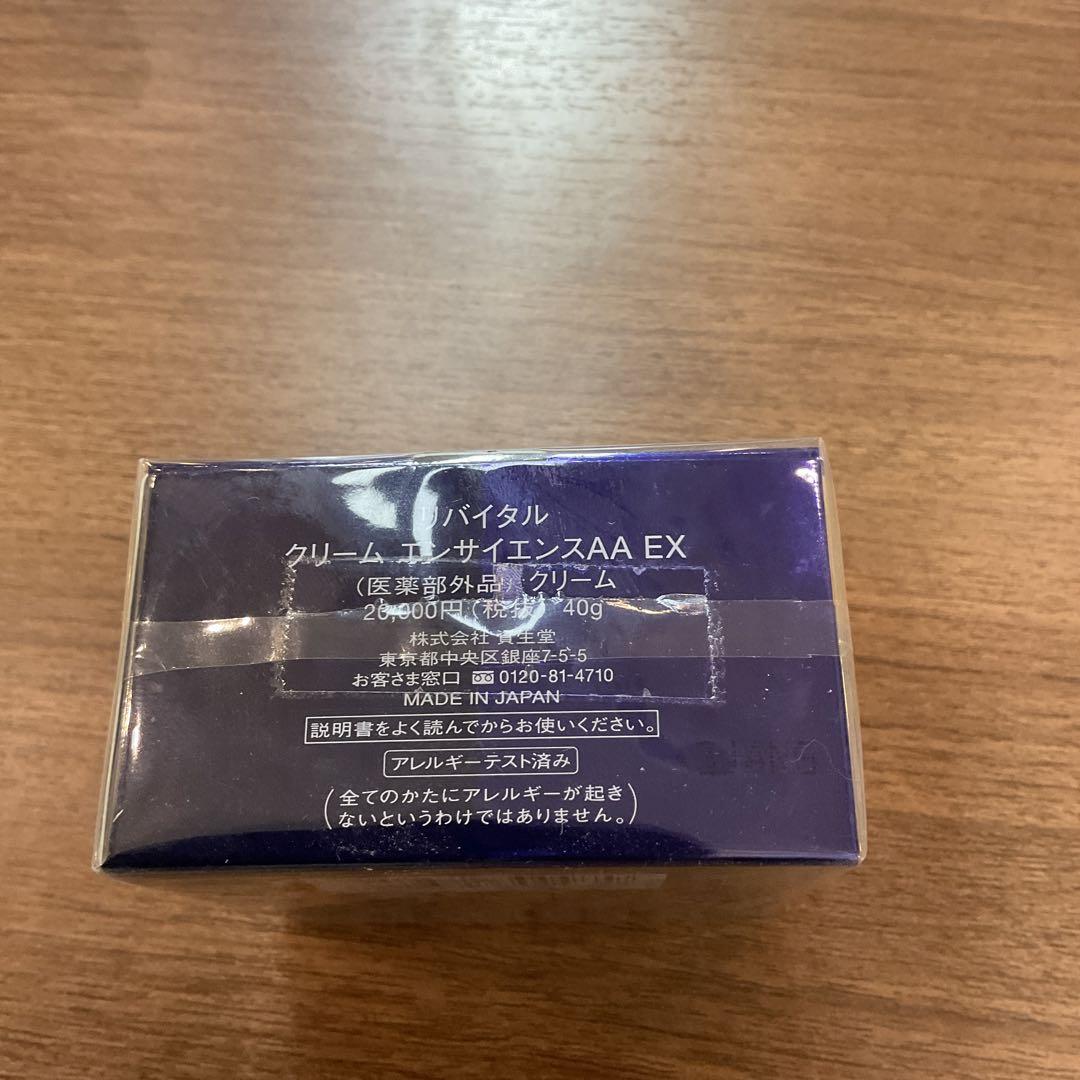 リバイタル
クリーム エンサイエンスAA EX
(医薬部外品) クリーム
20,000円(税抜) 40g
株式会社 資生堂
東京都中央区銀座7-5-5
お客さま窓口 0120-81-4710
MADE IN JAPAN
説明書をよく読んでからお使いください。
アレルギーテスト済み
(全てのかたにアレルギーが起き
ないというわけではありません。)